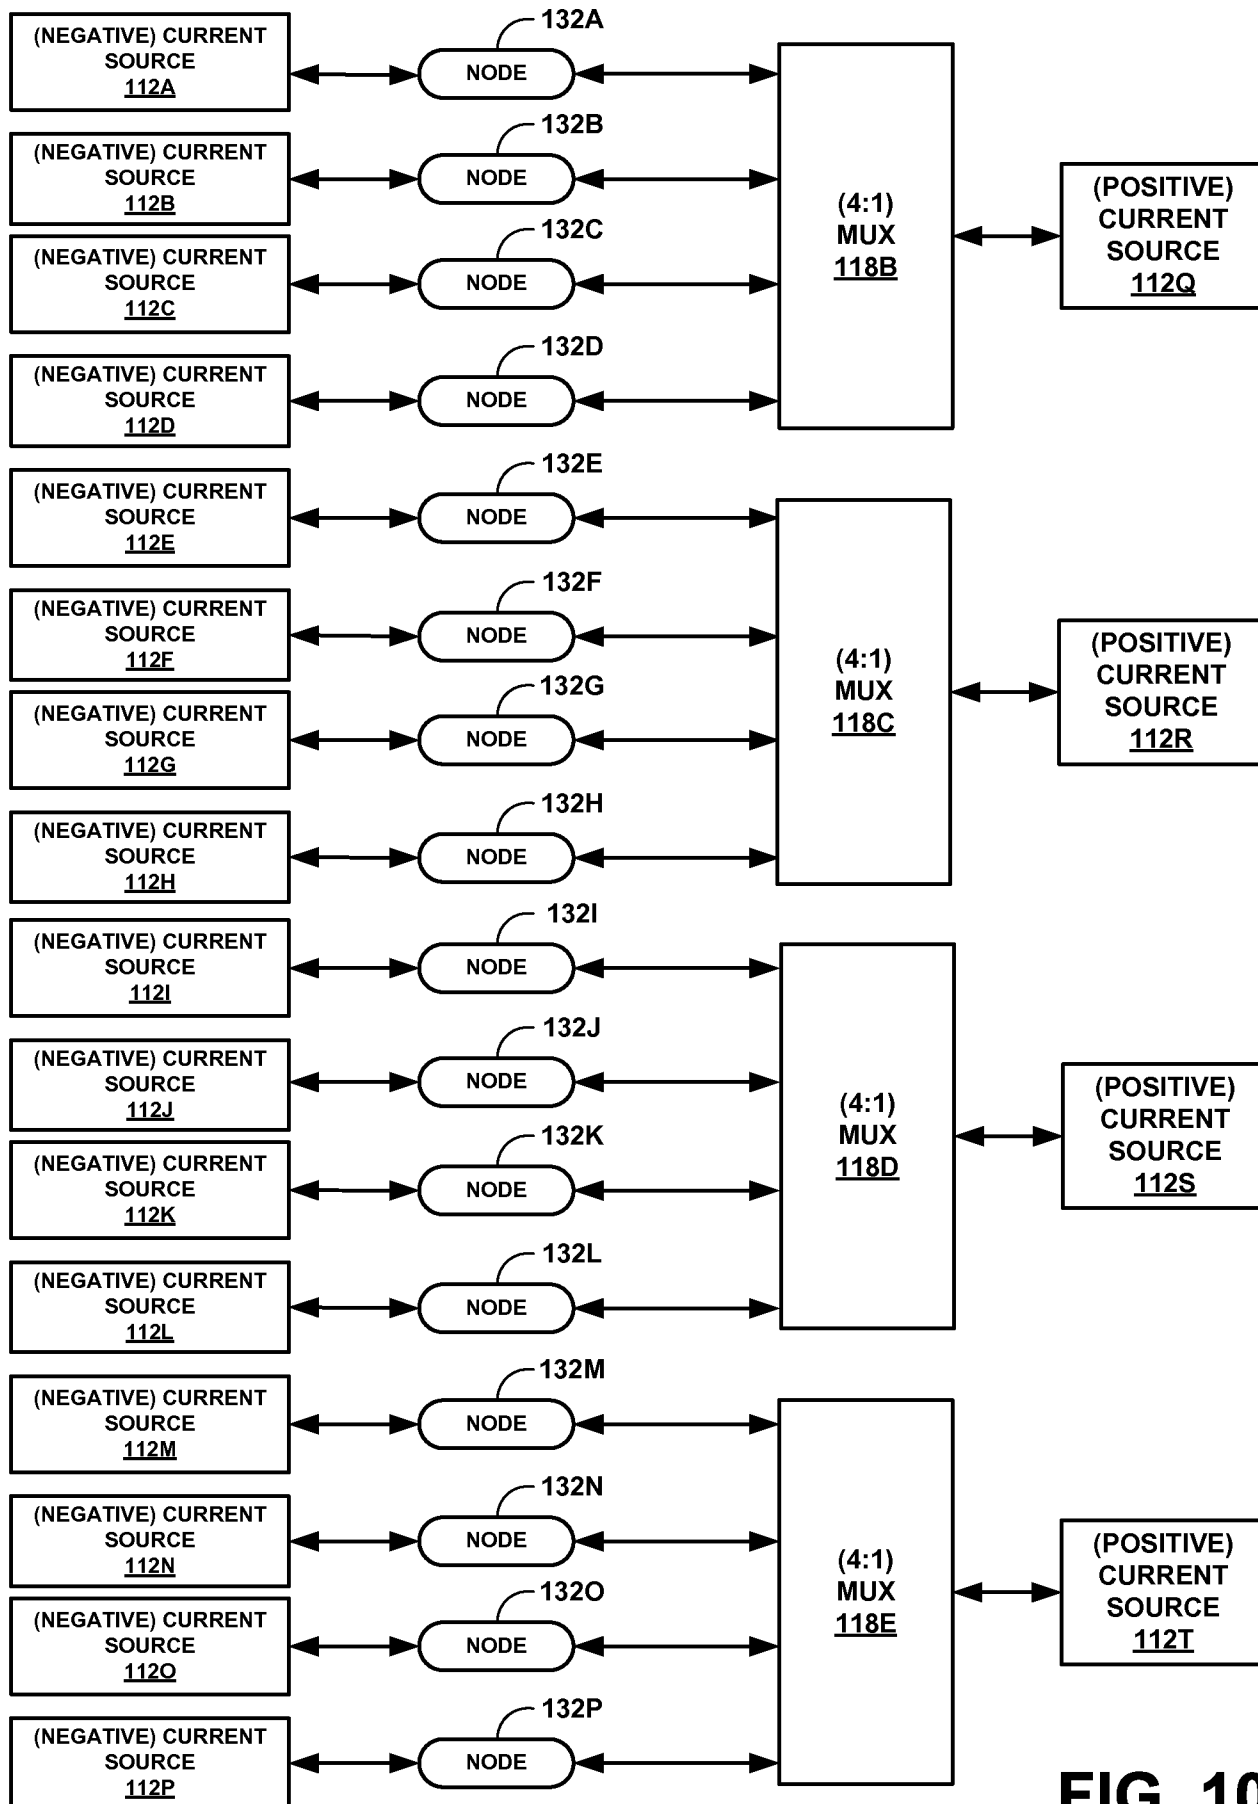 (NEGATIVE) CURRENT
SOURCE
112A
132A
NODE
(NEGATIVE) CURRENT
SOURCE
112B
132B
NODE
(NEGATIVE) CURRENT
SOURCE
112C
132C
NODE
(NEGATIVE) CURRENT
SOURCE
112D
132D
NODE
(4:1)
MUX
118B
(POSITIVE)
CURRENT
SOURCE
112Q
(NEGATIVE) CURRENT
SOURCE
112E
132E
NODE
(NEGATIVE) CURRENT
SOURCE
112F
132F
NODE
(NEGATIVE) CURRENT
SOURCE
112G
132G
NODE
(NEGATIVE) CURRENT
SOURCE
112H
132H
NODE
(4:1)
MUX
118C
(POSITIVE)
CURRENT
SOURCE
112R
(NEGATIVE) CURRENT
SOURCE
112I
132I
NODE
(NEGATIVE) CURRENT
SOURCE
112J
132J
NODE
(NEGATIVE) CURRENT
SOURCE
112K
132K
NODE
(NEGATIVE) CURRENT
SOURCE
112L
132L
NODE
(4:1)
MUX
118D
(POSITIVE)
CURRENT
SOURCE
112S
(NEGATIVE) CURRENT
SOURCE
112M
132M
NODE
(NEGATIVE) CURRENT
SOURCE
112N
132N
NODE
(NEGATIVE) CURRENT
SOURCE
112O
132O
NODE
(NEGATIVE) CURRENT
SOURCE
112P
132P
NODE
(4:1)
MUX
118E
(POSITIVE)
CURRENT
SOURCE
112T
FIG. 10